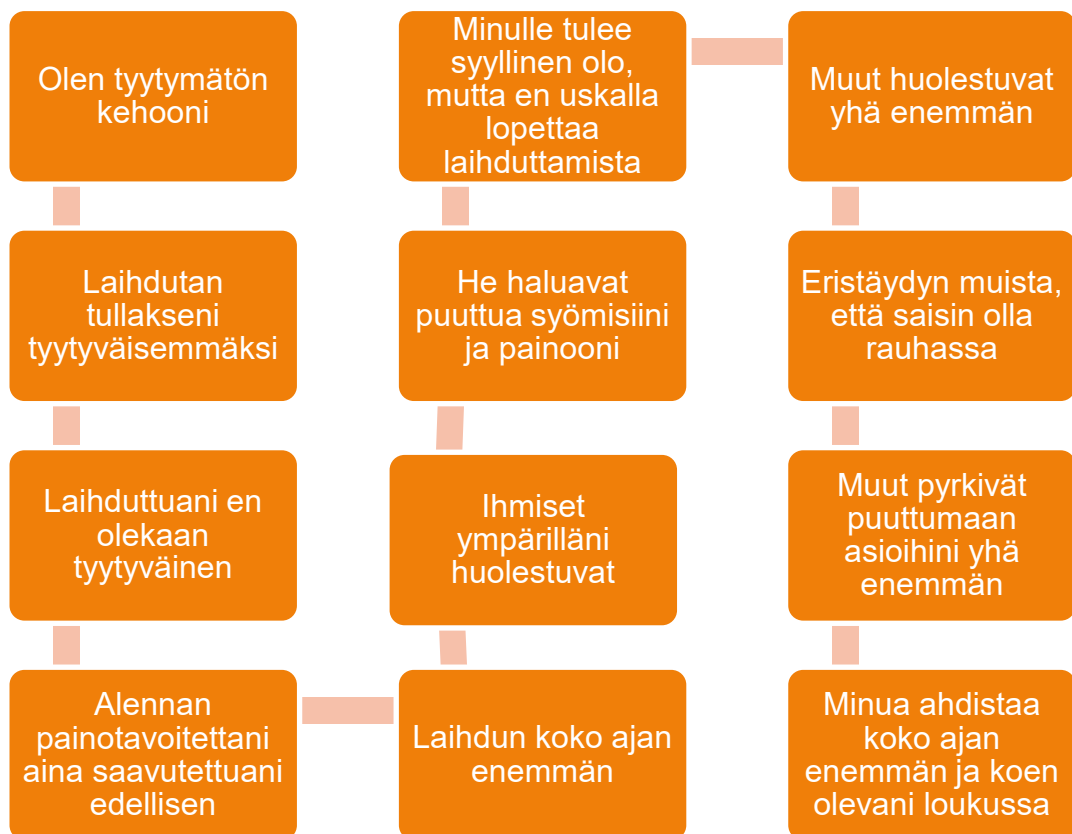 Olen tyytymätön
kehooni
Laihdutan
tullakseni
tyytyväisemmäksi
Laihduttuani en
olekaan
tyytyväinen
Alennan
painotavoitettani
aina saavutettuani
edellisen
Laihdun koko ajan
enemmän
Ihmiset
ympärilläni
huolestuvat
He haluavat
puuttua syömisiini
ja painooni
Minulle tulee
syyllinen olo,
mutta en uskalla
lopettaa
laihduttamista
Muut huolestuvat
yhä enemmän
Eristäydyn muista,
että saisin olla
rauhassa
Muut pyrkivät
puuttumaan
asioihini yhä
enemmän
Minua ahdistaa
koko ajan
enemmän ja koen
olevani loukussa